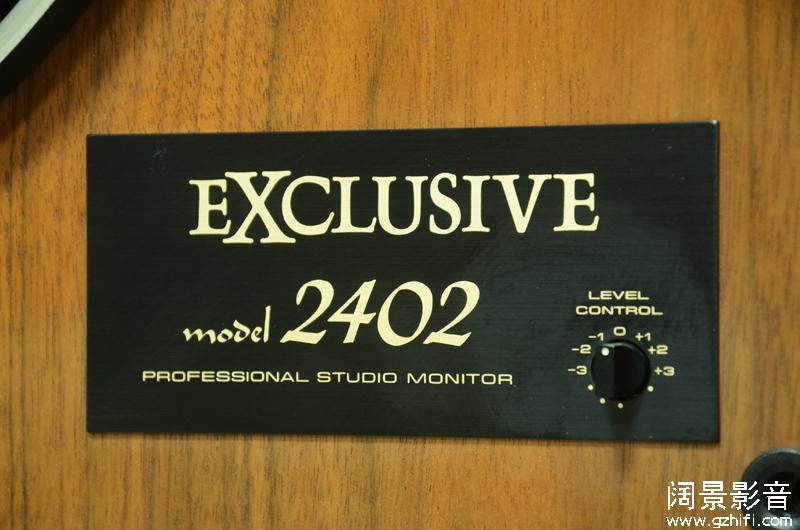 EXCLUSIVE
model 2402
PROFESSIONAL STUDIO MONITOR
LEVEL
CONTROL
-3 -2 -1 0 +1 +2 +3
阔景影音
www.gzhifi.com